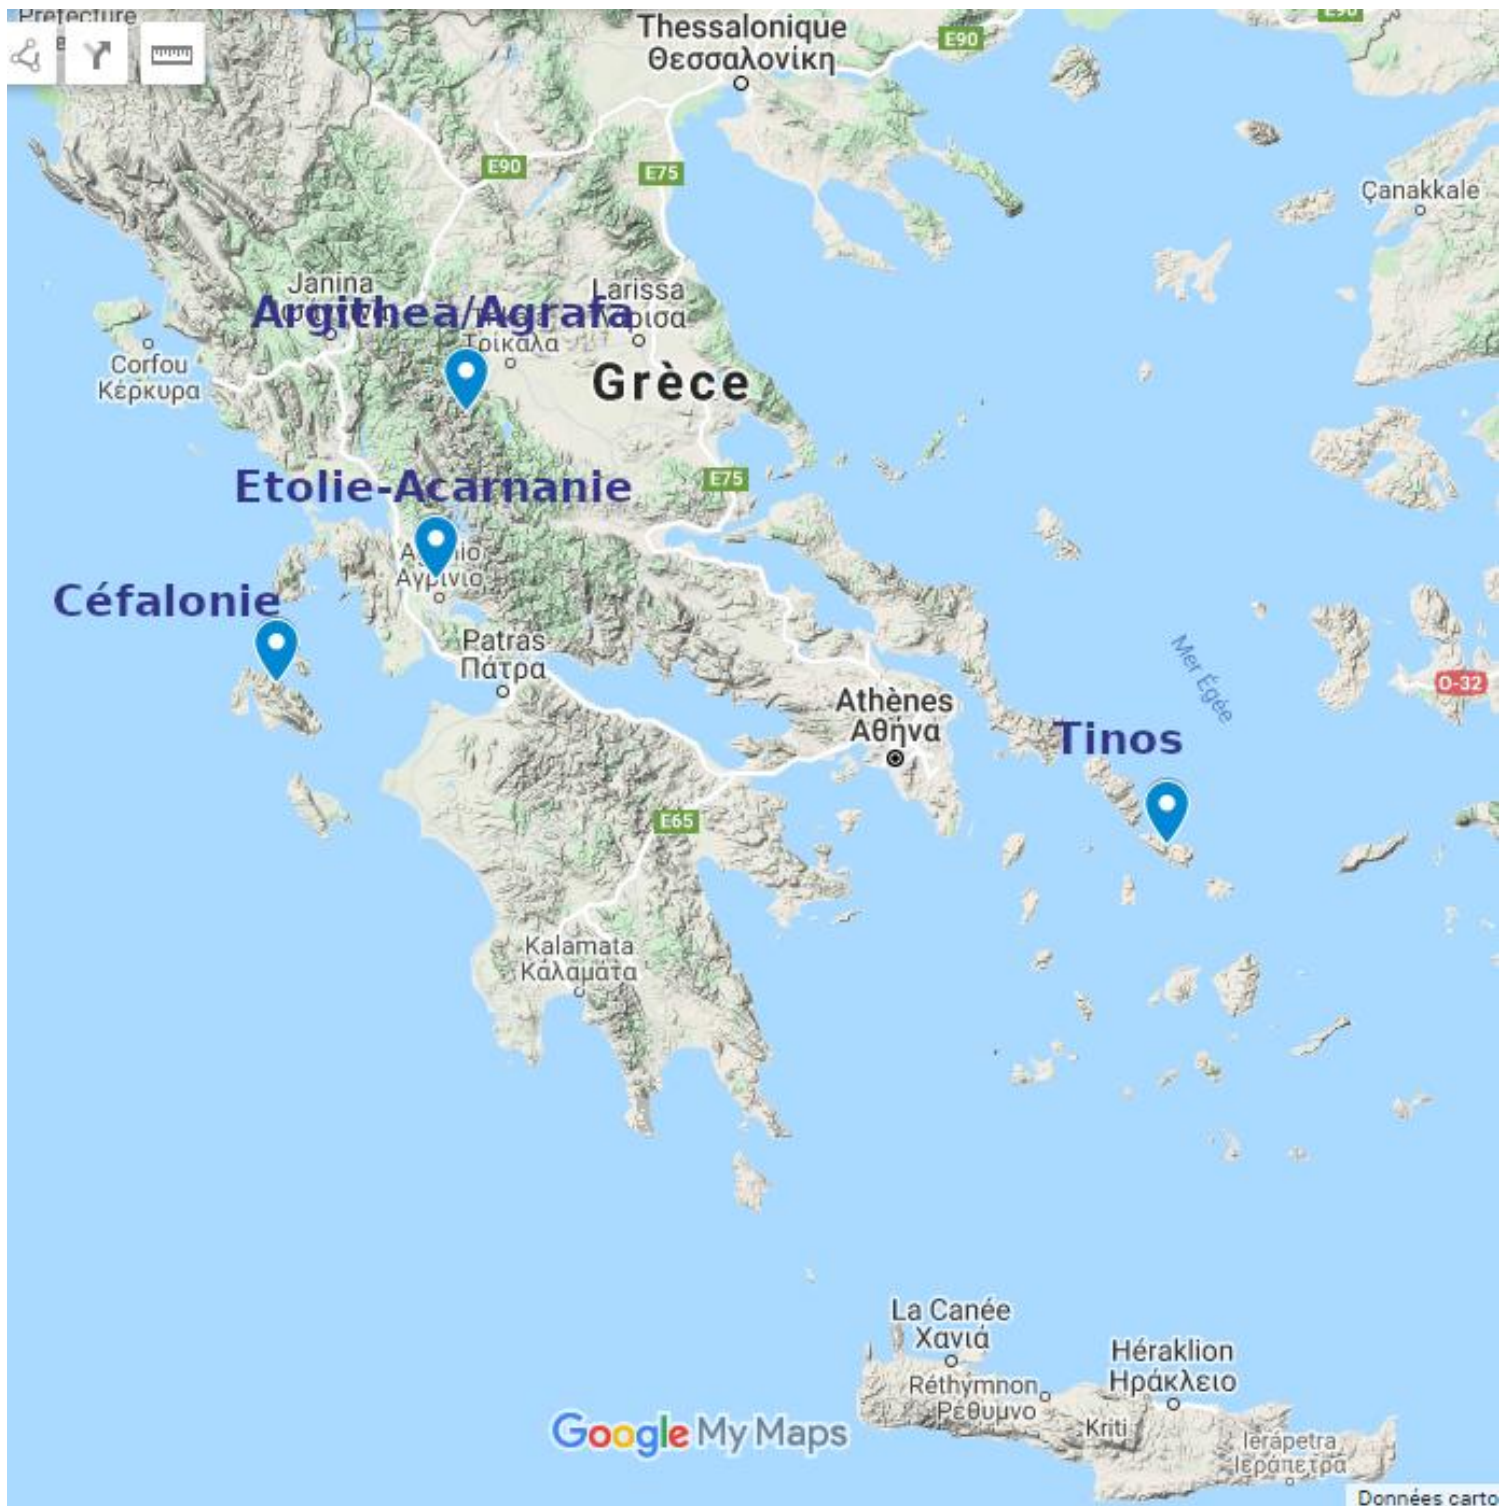 Prefecture
Thessalonique
Θεσσαλονίκη
E90
E90
E90
E75
Çanakkale
Janina
Larissa
Argithea/Agrafa
Τρίκαλα
Corfou
Κέρκυρα
Grèce
Etolie-Acarnanie
E75
Αγρίνιο
Céfalonie
Patras
Πάτρα
Mer Égée
O-32
Athènes
Αθήνα
Tinos
E65
Kalamata
Καλαμάτα
La Canée
Χανιά
Héraklion
Ηράκλειο
Réthymnon
Ρέθυμνο
Kriti
Ierápetra
Ιεράπετρα
Google My Maps
Données carto